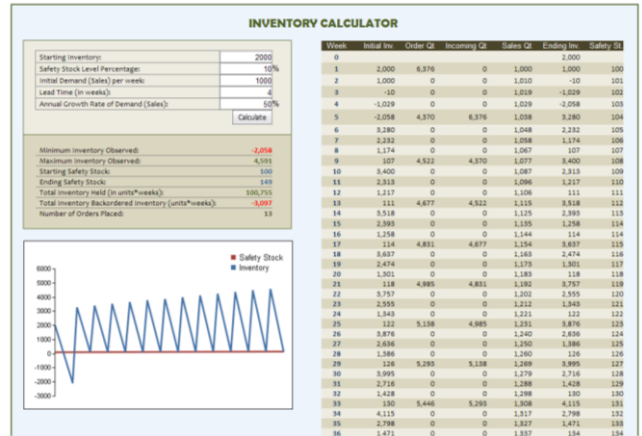 INVENTORY CALCULATOR
Starting Inventory: 2000
Safety Stock Level Percentage: 10%
Initial Demand (Sales) per week: 1000
Lead Time (in weeks): 4
Annual Growth Rate of Demand (Sales): 50%
Calculate
Minimum Inventory Observed: -2,058
Maximum Inventory Observed: 4,591
Starting Safety Stock: 100
Ending Safety Stock: 149
Total Inventory Held (in units*weeks): 100,755
Total Inventory Backordered Inventory (units*weeks): -3,097
Number of Orders Placed: 13
Safety Stock
Inventory
6000
5000
4000
3000
2000
1000
0
-1000
-2000
-3000
Week Initial Inv. Order Qt Incoming Qt Sales Qt Ending Inv. Safety St.
0 2,000
1 2,000 6,376 0 1,000 1,000 100
2 1,000 0 0 1,010 -10 101
3 -10 0 0 1,019 -1,029 102
4 -1,029 0 0 1,029 -2,058 103
5 -2,058 4,370 6,376 1,038 3,280 104
6 3,280 0 0 1,048 2,232 105
7 2,232 0 0 1,058 1,174 106
8 1,174 0 0 1,067 107 107
9 107 4,522 4,370 1,077 3,400 108
10 3,400 0 0 1,087 2,313 109
11 2,313 0 0 1,096 1,217 110
12 1,217 0 0 1,106 111 111
13 111 4,677 4,522 1,115 3,518 112
14 3,518 0 0 1,125 2,393 113
15 2,393 0 0 1,135 1,258 114
16 1,258 0 0 1,144 114 114
17 114 4,831 4,677 1,154 3,637 115
18 3,637 0 0 1,163 2,474 116
19 2,474 0 0 1,173 1,301 117
20 1,301 0 0 1,183 118 118
21 118 4,985 4,831 1,192 3,757 119
22 3,757 0 0 1,202 2,555 120
23 2,555 0 0 1,212 1,343 121
24 1,343 0 0 1,221 122 122
25 122 5,138 4,985 1,231 3,876 123
26 3,876 0 0 1,240 2,636 124
27 2,636 0 0 1,250 1,386 125
28 1,386 0 0 1,260 126 126
29 126 5,293 5,138 1,269 3,995 127
30 3,995 0 0 1,279 2,716 128
31 2,716 0 0 1,288 1,428 129
32 1,428 0 0 1,298 130 130
33 130 5,446 5,293 1,308 4,115 131
34 4,115 0 0 1,317 2,798 132
35 2,798 0 0 1,327 1,471 133
36 1,471 0 0 1,337 134 134